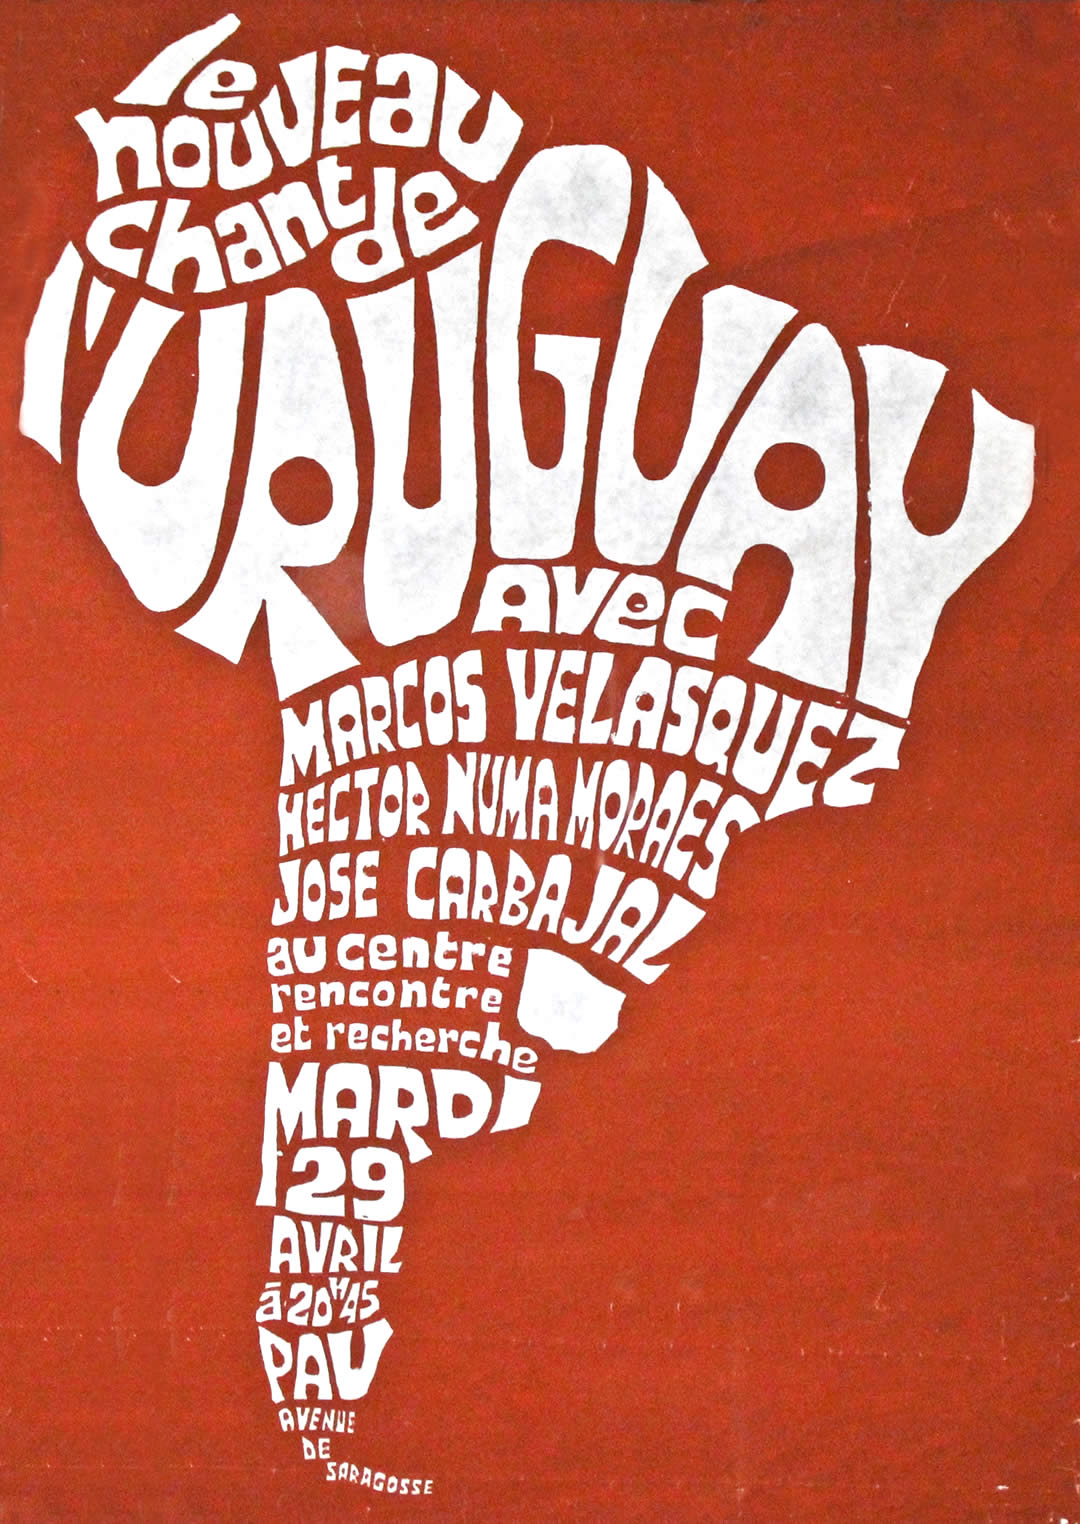 le
nouveau
chant de
l'URUGUAY
avec
MARCOS VELASQUEZ
HECTOR NUMA MORAES
JOSE CARBAJAL
au centre
rencontre
et recherche
MARDI
29
AVRIL
à 20H45
PAU
AVENUE
DE
SARAGOSSE